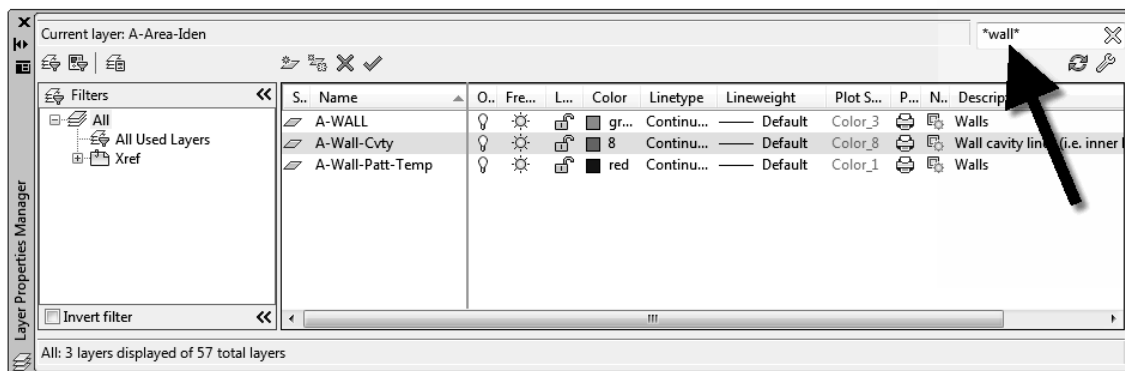 Current layer: A-Area-Iden
*wall*
Filters
All
All Used Layers
Xref
Invert filter
S.. Name O.. Fre... L... Color Linetype Lineweight Plot S... P... N.. Descrip
A-WALL gr... Continu... Default Color_3 Walls
A-Wall-Cvty 8 Continu... Default Color_8 Wall cavity (i.e. inner
A-Wall-Patt-Temp red Continu... Default Color_1 Walls
All: 3 layers displayed of 57 total layers
Layer Properties Manager